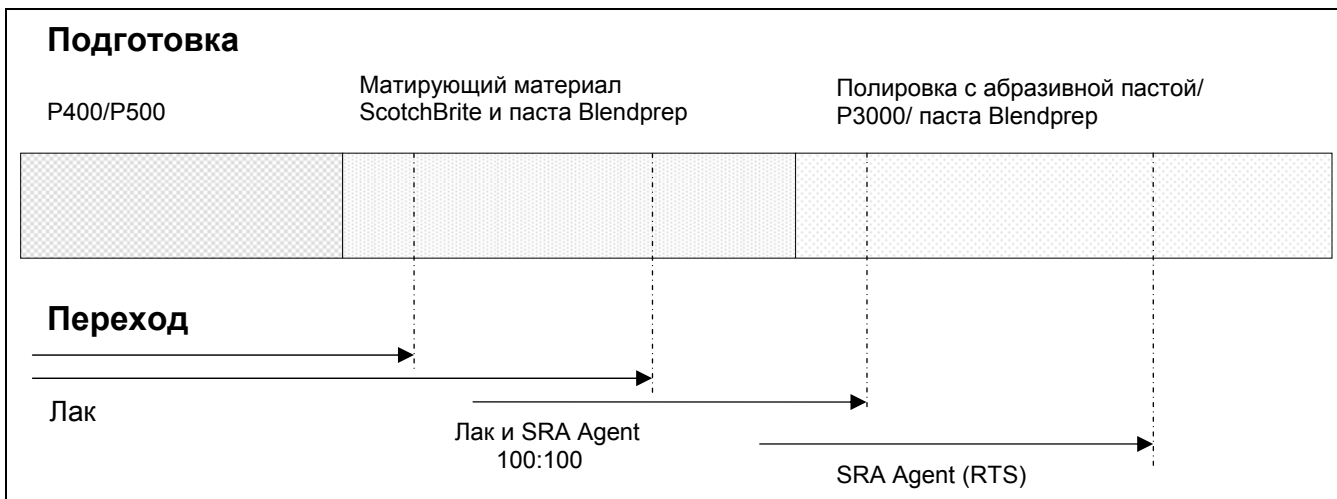 Подготовка
P400/P500
Матирующий материал
ScotchBrite и паста Blendprep
Полировка с абразивной пастой/
P3000/ паста Blendprep
Переход
Лак
Лак и SRA Agent
100:100
SRA Agent (RTS)